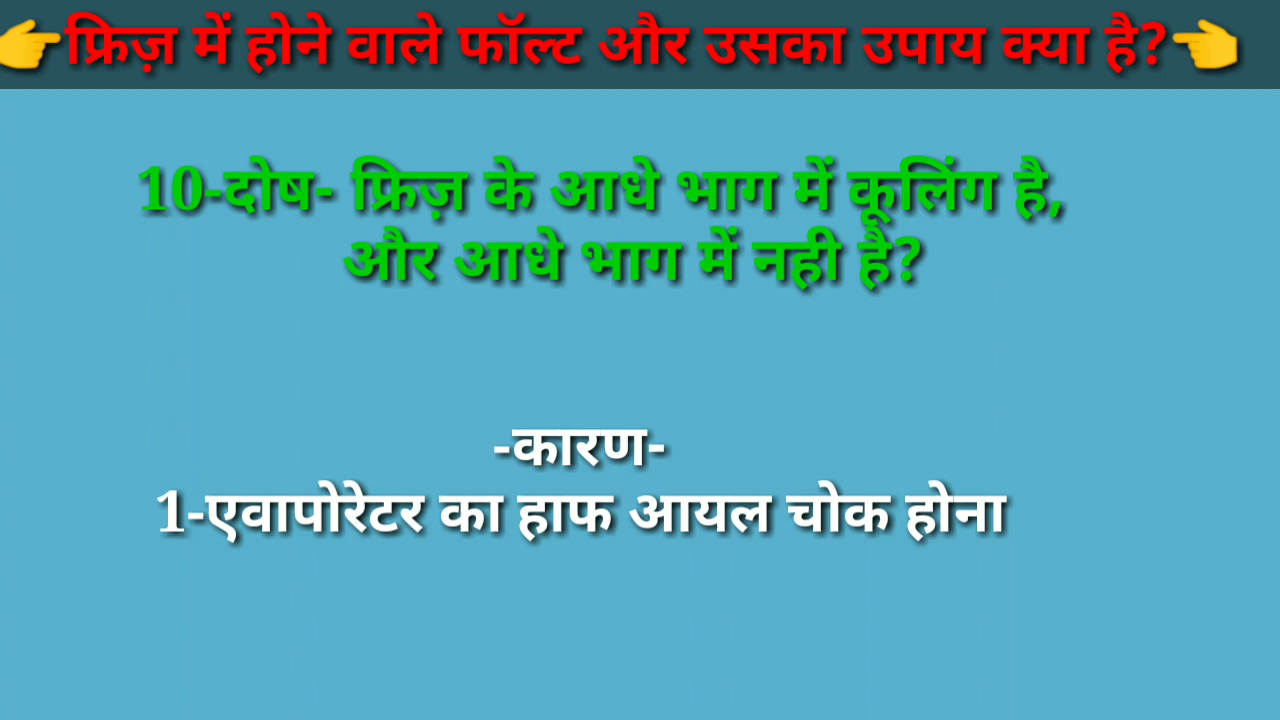 👉फ्रिज़ में होने वाले फॉल्ट और उसका उपाय क्या है?👈
10-दोष- फ्रिज़ के आधे भाग में कूलिंग है,
और आधे भाग में नही है?
-कारण-
1-एवापोरेटर का हाफ आयल चोक होना